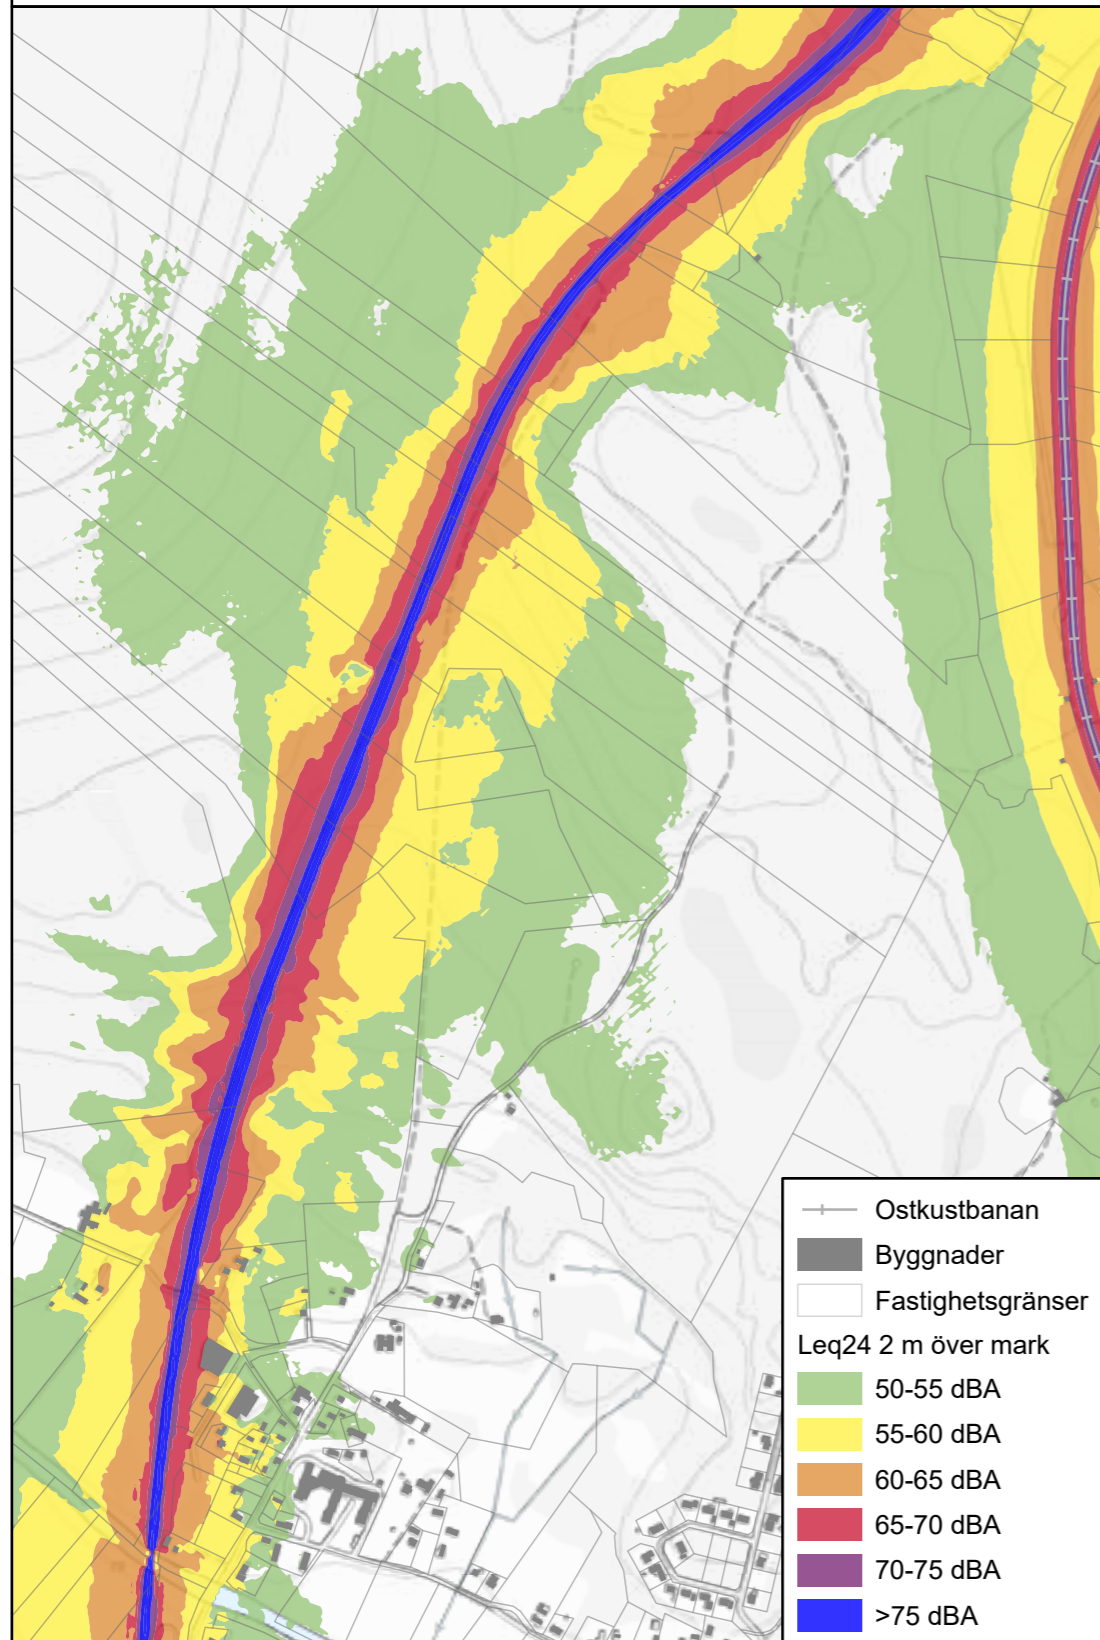 Ostkustbanan
Byggnader
Fastighetsgränser
Leq24 2 m över mark
50-55 dBA
55-60 dBA
60-65 dBA
65-70 dBA
70-75 dBA
>75 dBA